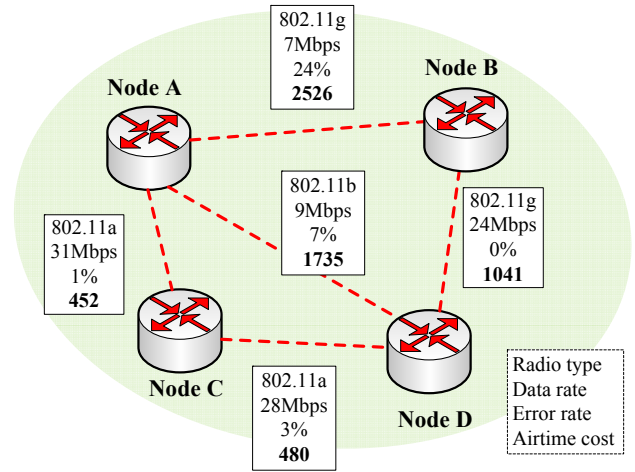 802.11g
7Mbps
24%
2526
Node A
Node B
802.11b
9Mbps
7%
1735
802.11g
24Mbps
0%
1041
802.11a
31Mbps
1%
452
Node C
802.11a
28Mbps
3%
480
Node D
Radio type
Data rate
Error rate
Airtime cost